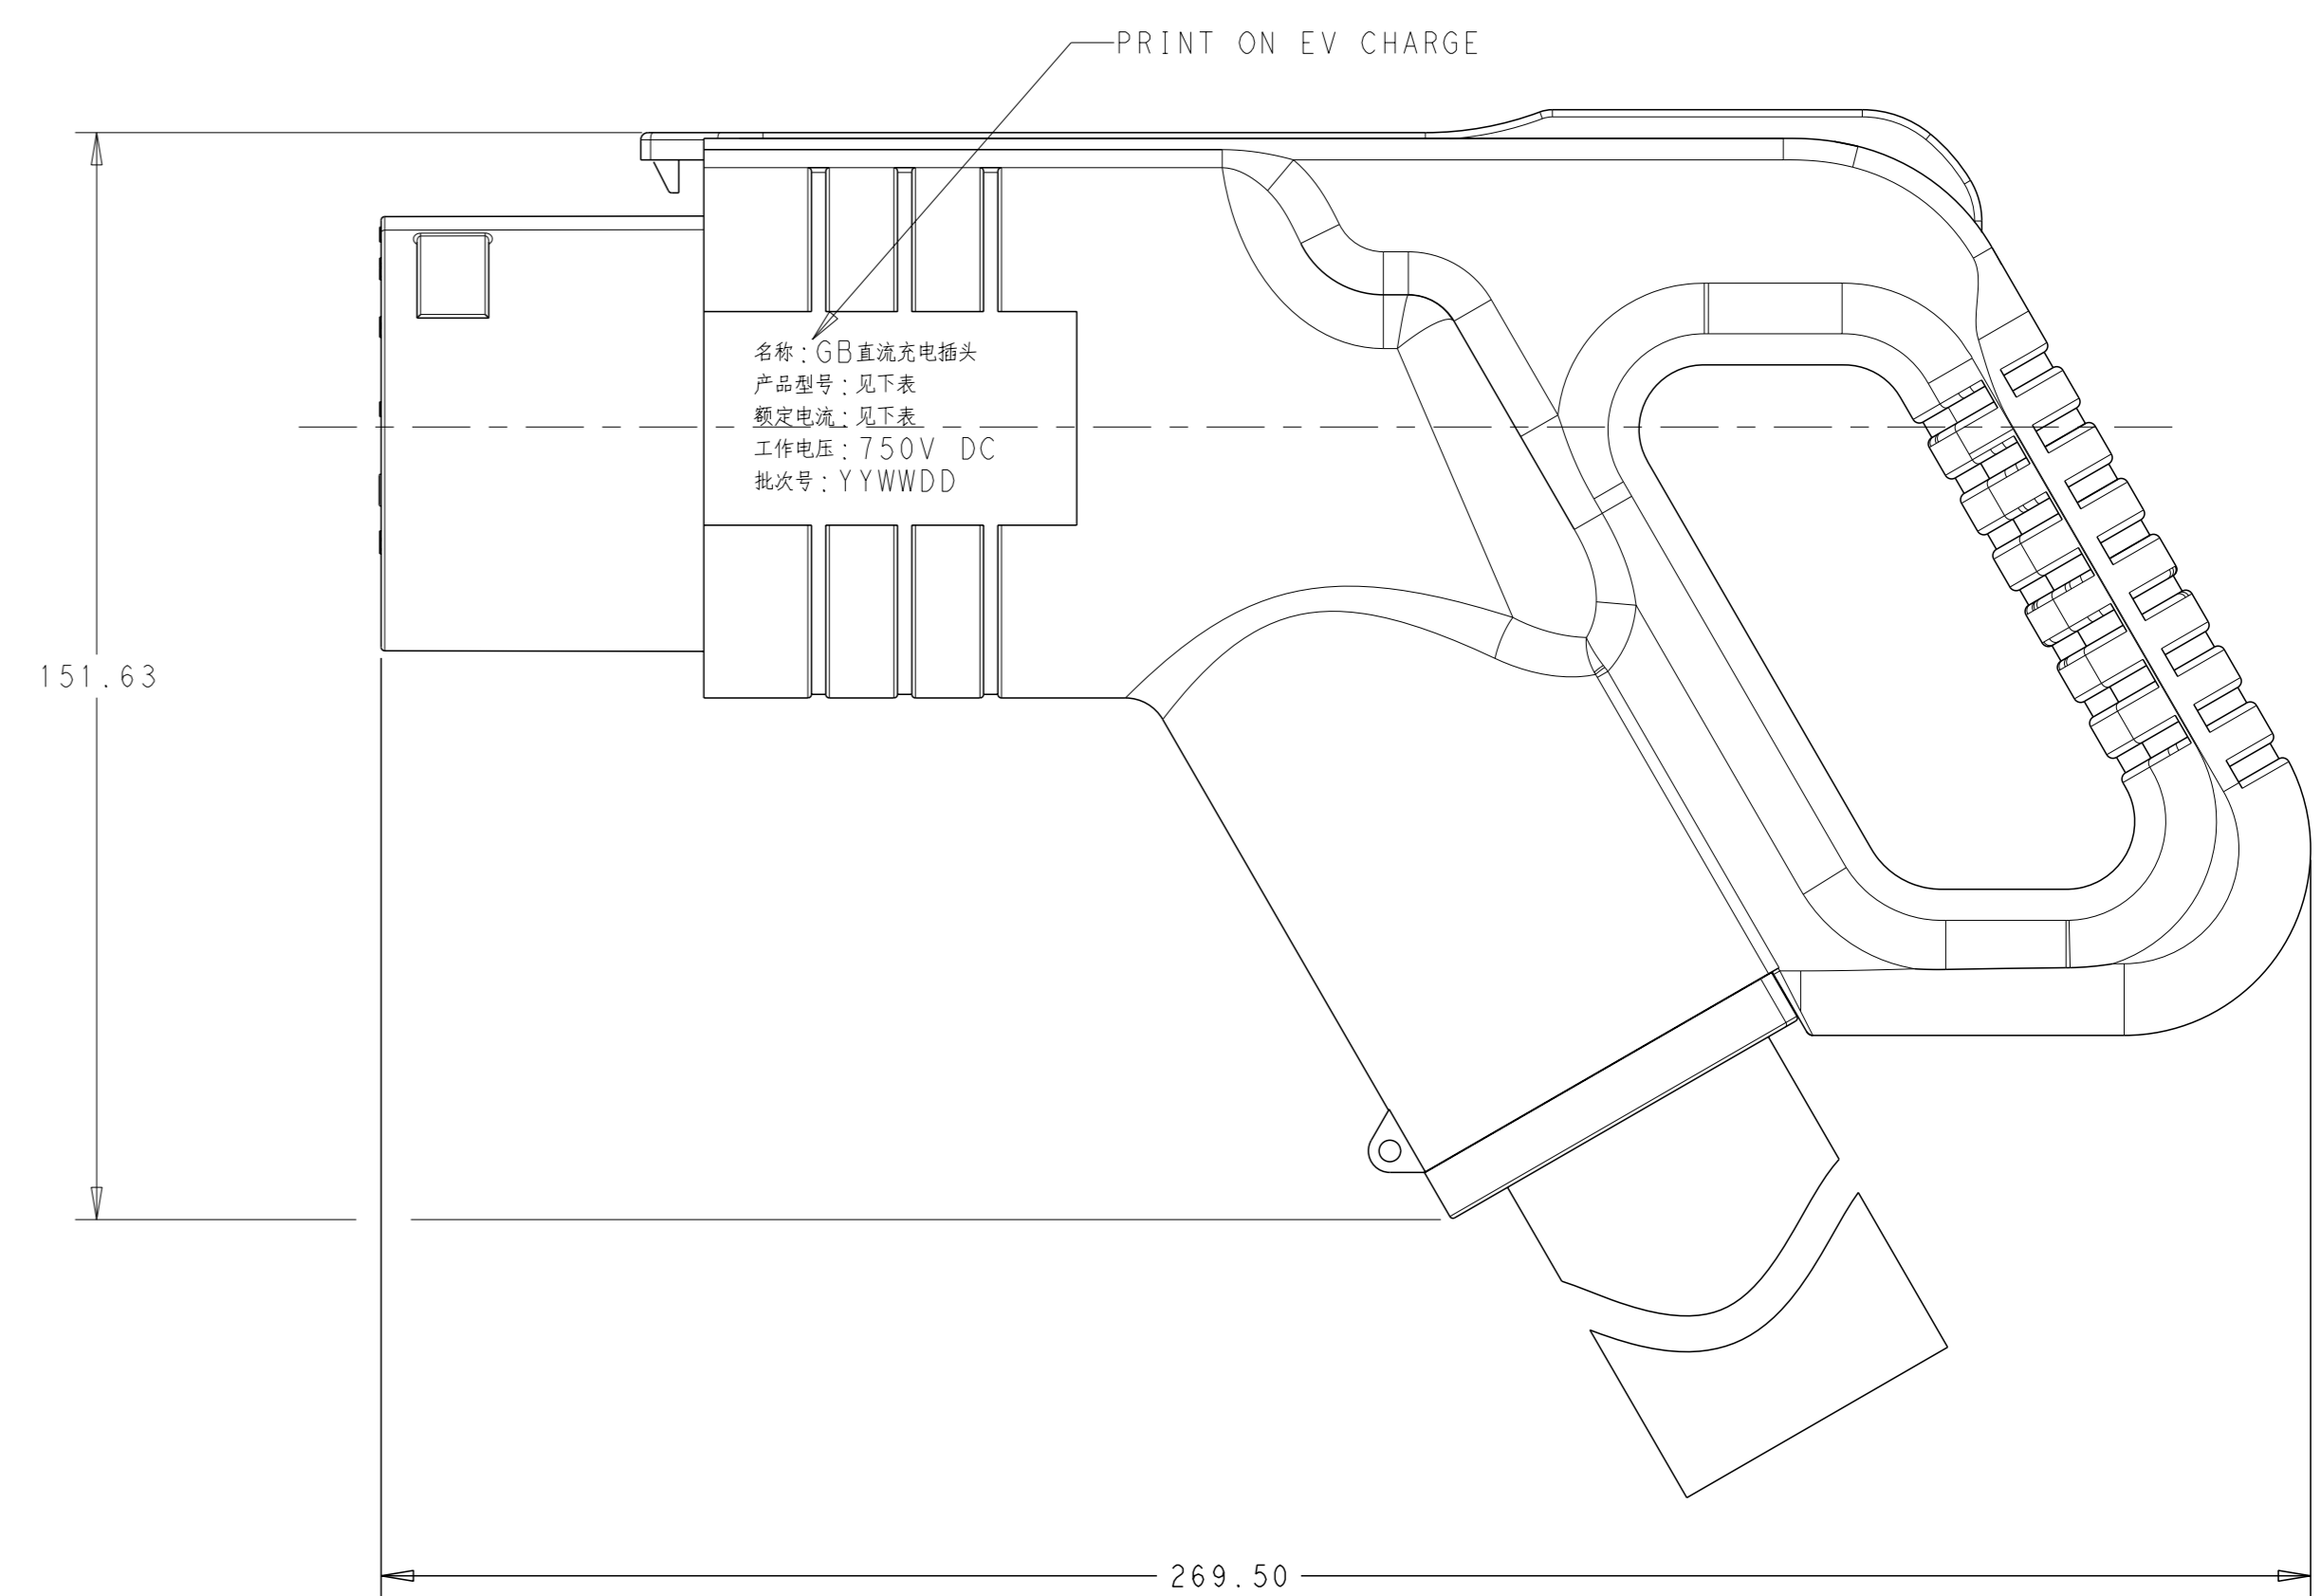 PRINT ON EV CHARGE
名称:GB直流充电插头
产品型号:见下表
额定电流:见下表
工作电压:750V DC
批次号:YYWWDD
151.63
269.50